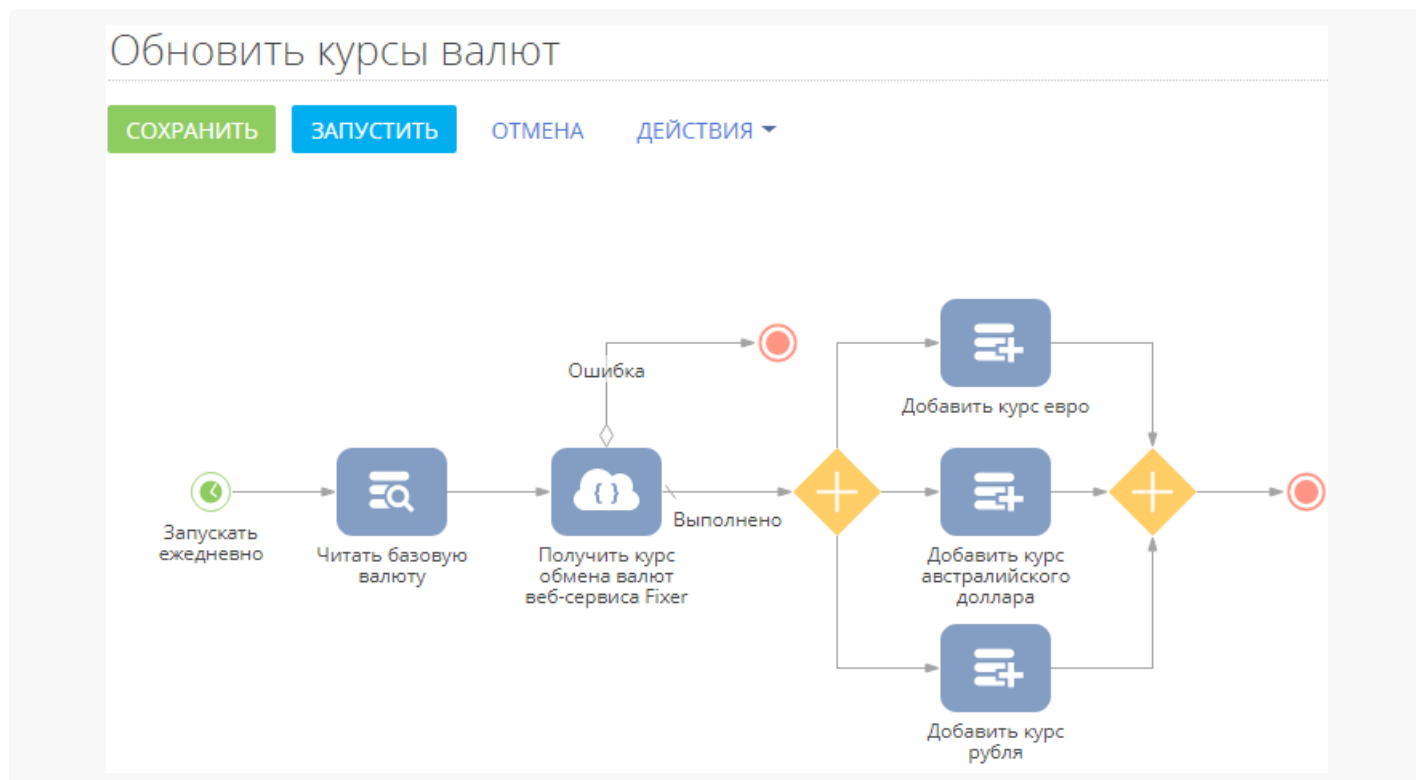 Обновить курсы валют
СОХРАНИТЬ
ЗАПУСТИТЬ
ОТМЕНА
ДЕЙСТВИЯ
Ошибка
Добавить курс евро
Запускать
ежедневно
Читать базовую
валюту
{ }
Получить курс
обмена валют
веб-сервиса Fixer
Выполнено
Добавить курс
австралийского
доллара
Добавить курс
рубля